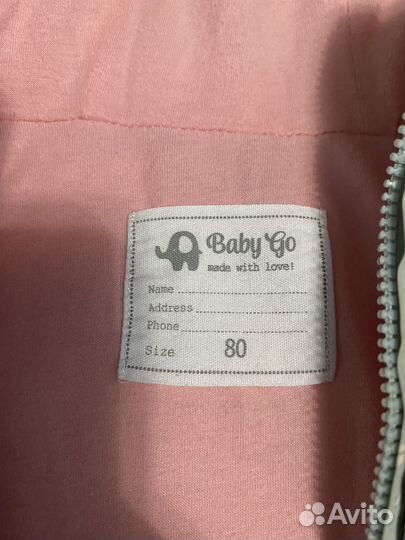 Baby Go
made with love!
Name
Address
Phone
Size 80
Avito